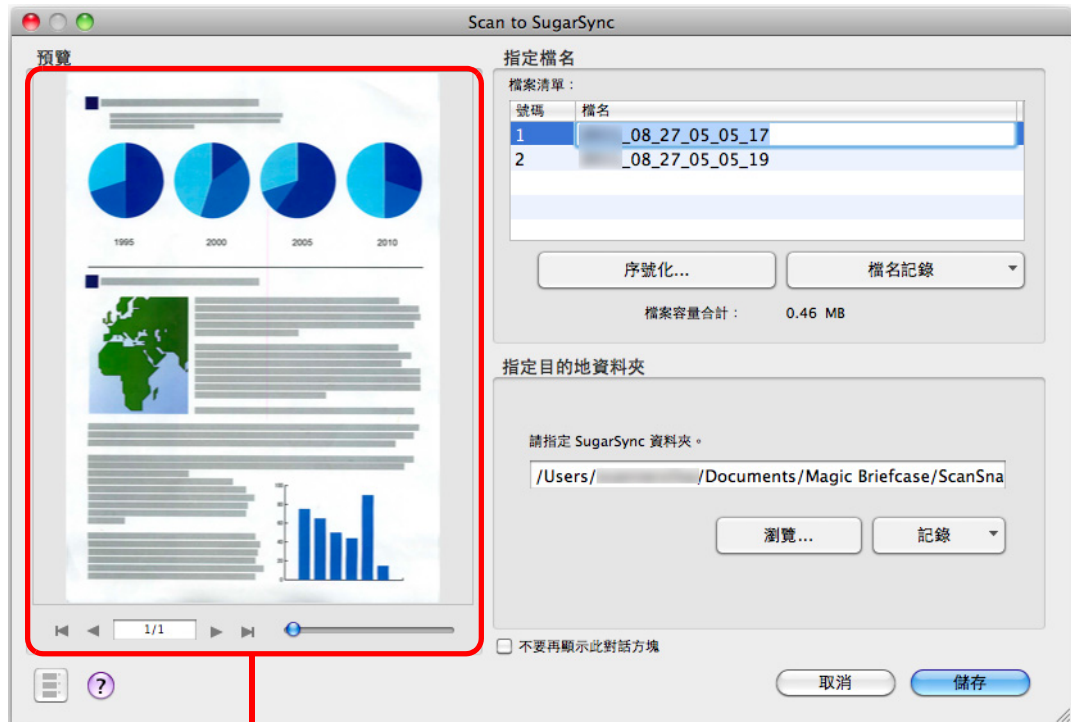 Scan to SugarSync
預覽
1995 2000 2005 2010
1/1
?
指定檔名
檔案清單：
號碼 檔名
1 _08_27_05_05_17
2 _08_27_05_05_19
序號化... 檔名記錄
檔案容量合計： 0.46 MB
指定目的地資料夾
請指定 SugarSync 資料夾。
/Users/ /Documents/Magic Briefcase/ScanSna
瀏覽... 記錄
不要再顯示此對話方塊
取消 儲存